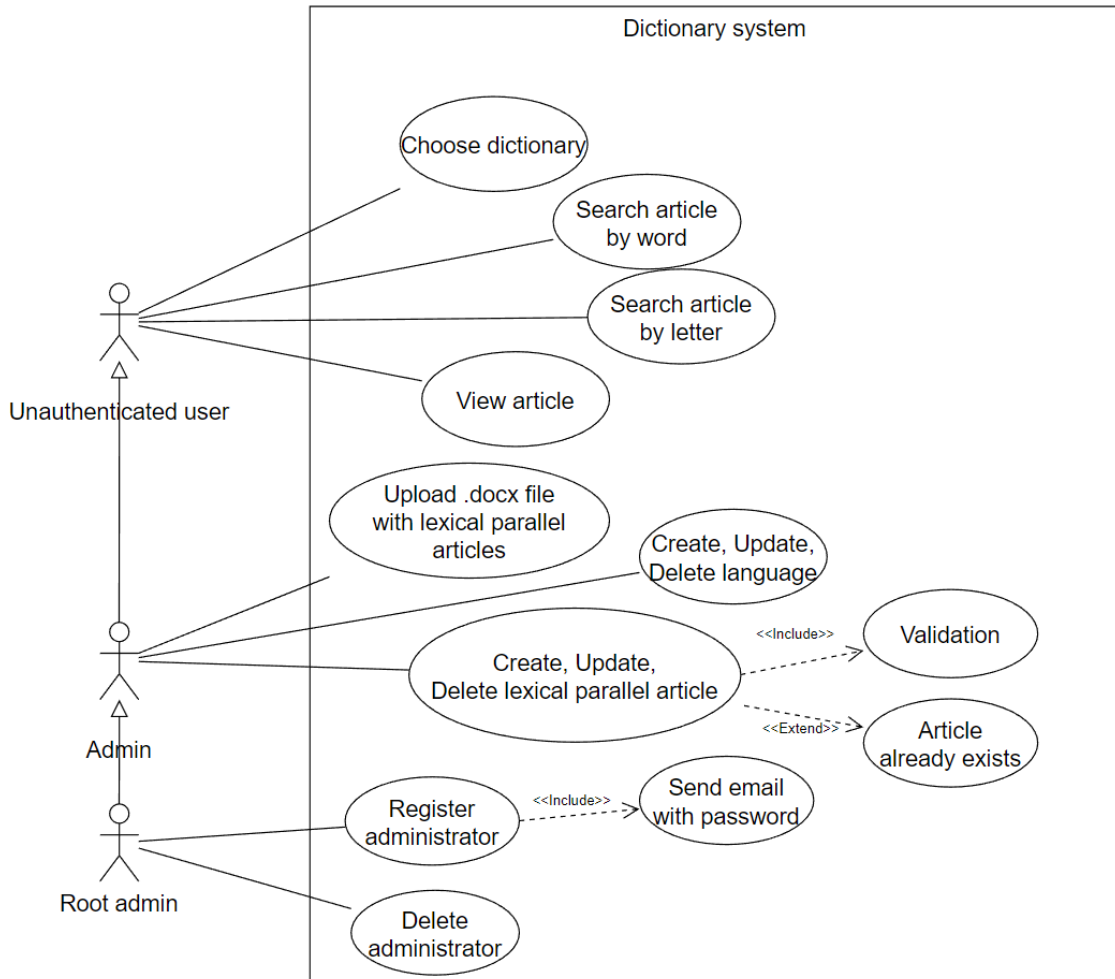 Dictionary system
Choose dictionary
Search article
by word
Search article
by letter
View article
Unauthenticated user
Upload .docx file
with lexical parallel
articles
Create, Update,
Delete language
Create, Update,
Delete lexical parallel article
<<Include>>
Validation
<<Extend>>
Article
already exists
Admin
Register
administrator
<<Include>>
Send email
with password
Root admin
Delete
administrator